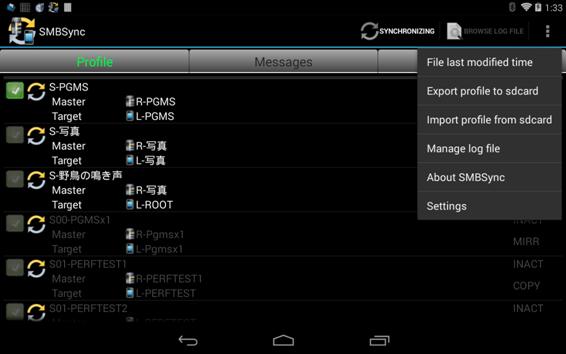 1:33
SMBSync
SYNCHRONIZING
BROWSE LOG FILE
Profile
Messages
File last modified time
Export profile to sdcard
Import profile from sdcard
Manage log file
About SMBSync
Settings
S-PGMS
Master R-PGMS
Target L-PGMS
S-写真
Master R-写真
Target L-写真
S-野鳥の鳴き声
Master R-写真
Target L-ROOT
S00-PGMSx1 INACT
Master R-Pgmsx1 MIRR
Target L-Pgmsx1
S01-PERFTEST1 INACT
Master R-PERFTEST1 COPY
Target L-PERFTEST
S01-PERFTEST2 INACT
Master R-PERFTEST